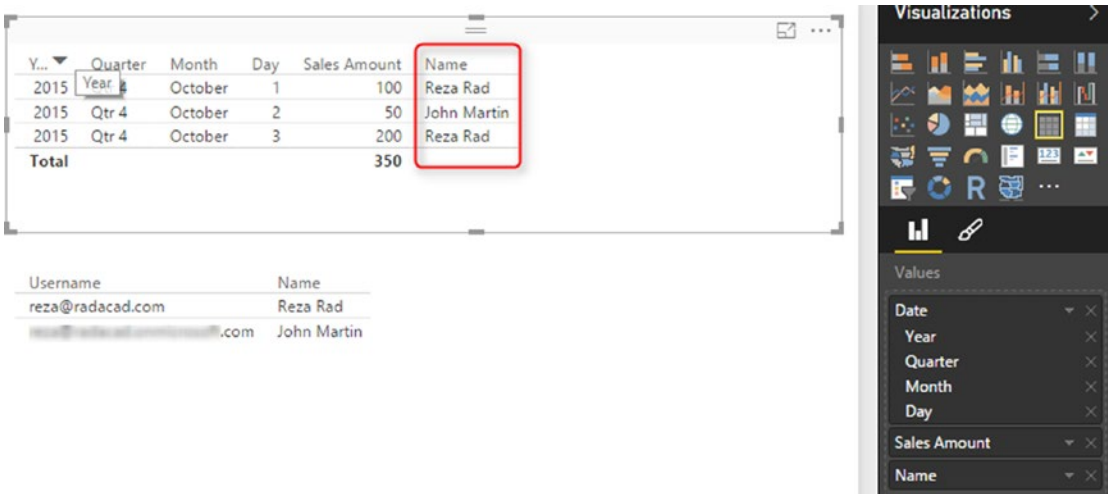 Visualizations
Y... Quarter Month Day Sales Amount Name
Year
2015 4 October 1 100 Reza Rad
2015 Qtr 4 October 2 50 John Martin
2015 Qtr 4 October 3 200 Reza Rad
Total 350
Username Name
reza@radacad.com Reza Rad
.com John Martin
123
R
Values
Date
Year
Quarter
Month
Day
Sales Amount
Name